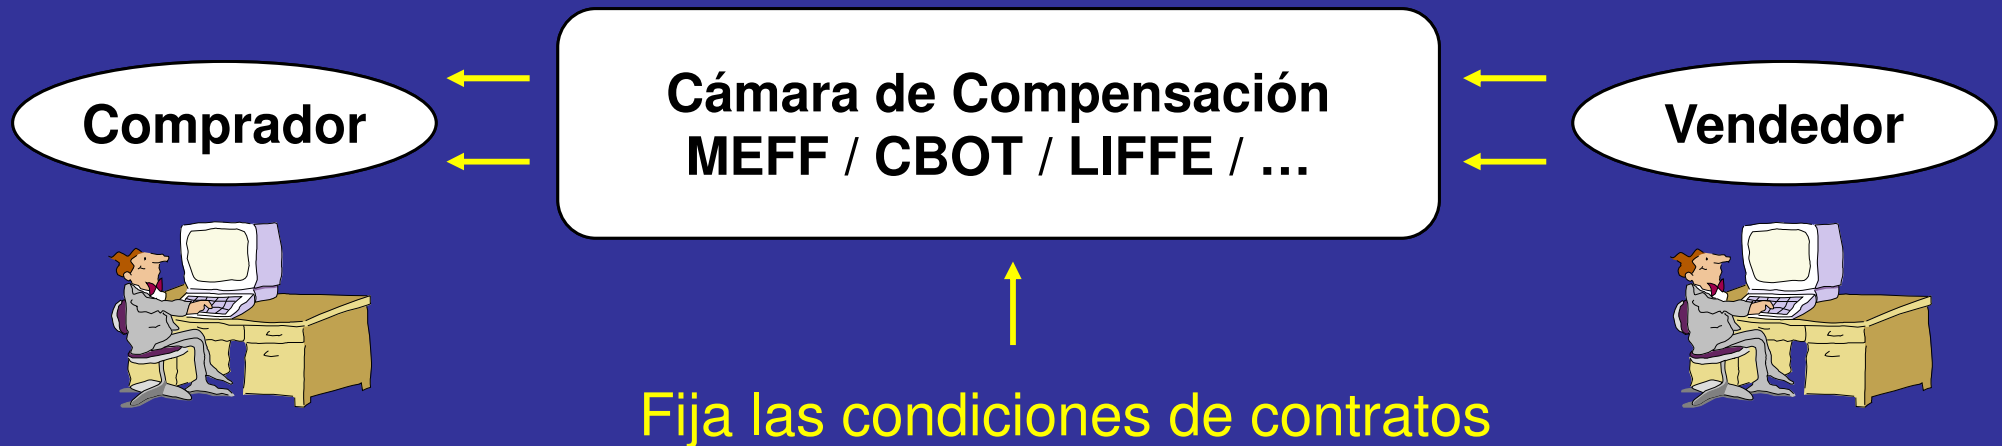 Comprador
Cámara de Compensación
MEFF / CBOT / LIFFE / …
Vendedor
Fija las condiciones de contratos